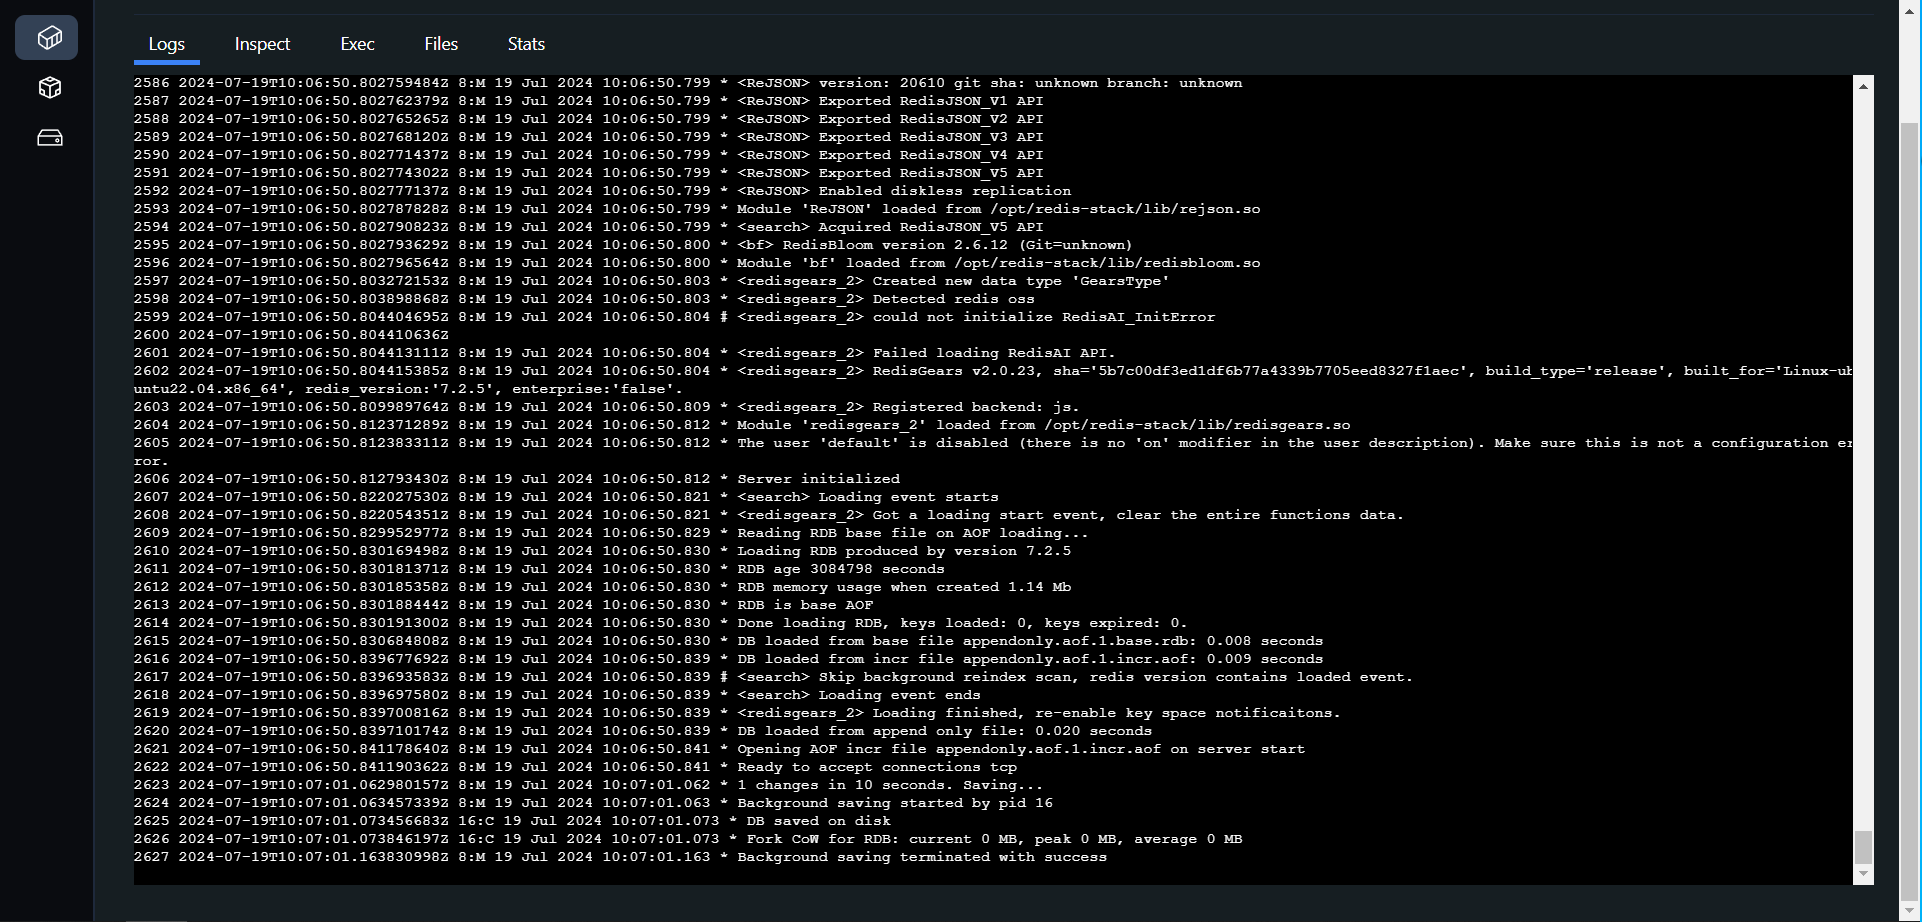 Logs Inspect Exec Files Stats
2586 2024-07-19T10:06:50.802759484Z 8:M 19 Jul 2024 10:06:50.799 * <ReJSON> version: 20610 git sha: unknown branch: unknown
2587 2024-07-19T10:06:50.802762379Z 8:M 19 Jul 2024 10:06:50.799 * <ReJSON> Exported RedisJSON_V1 API
2588 2024-07-19T10:06:50.802765265Z 8:M 19 Jul 2024 10:06:50.799 * <ReJSON> Exported RedisJSON_V2 API
2589 2024-07-19T10:06:50.802768120Z 8:M 19 Jul 2024 10:06:50.799 * <ReJSON> Exported RedisJSON_V3 API
2590 2024-07-19T10:06:50.802771437Z 8:M 19 Jul 2024 10:06:50.799 * <ReJSON> Exported RedisJSON_V4 API
2591 2024-07-19T10:06:50.802774302Z 8:M 19 Jul 2024 10:06:50.799 * <ReJSON> Exported RedisJSON_V5 API
2592 2024-07-19T10:06:50.802777137Z 8:M 19 Jul 2024 10:06:50.799 * <ReJSON> Enabled diskless replication
2593 2024-07-19T10:06:50.802787828Z 8:M 19 Jul 2024 10:06:50.799 * Module 'ReJSON' loaded from /opt/redis-stack/lib/rejson.so
2594 2024-07-19T10:06:50.802790823Z 8:M 19 Jul 2024 10:06:50.799 * <search> Acquired RedisJSON_V5 API
2595 2024-07-19T10:06:50.802793629Z 8:M 19 Jul 2024 10:06:50.800 * <bf> RedisBloom version 2.6.12 (Git=unknown)
2596 2024-07-19T10:06:50.802796564Z 8:M 19 Jul 2024 10:06:50.800 * Module 'bf' loaded from /opt/redis-stack/lib/redisbloom.so
2597 2024-07-19T10:06:50.803272153Z 8:M 19 Jul 2024 10:06:50.803 * <redisgears_2> Created new data type 'GearsType'
2598 2024-07-19T10:06:50.803898868Z 8:M 19 Jul 2024 10:06:50.803 * <redisgears_2> Detected redis oss
2599 2024-07-19T10:06:50.804404695Z 8:M 19 Jul 2024 10:06:50.804 # <redisgears_2> could not initialize RedisAI_InitError
2600 2024-07-19T10:06:50.804410636Z
2601 2024-07-19T10:06:50.804413111Z 8:M 19 Jul 2024 10:06:50.804 * <redisgears_2> Failed loading RedisAI API.
2602 2024-07-19T10:06:50.804415385Z 8:M 19 Jul 2024 10:06:50.804 * <redisgears_2> RedisGears v2.0.23, sha='5b7c00df3ed1df6b77a4339b7705eed8327f1aec', build_type='release', built_for='Linux-ub
untu22.04.x86_64', redis_version:'7.2.5', enterprise:'false'.
2603 2024-07-19T10:06:50.809989764Z 8:M 19 Jul 2024 10:06:50.809 * <redisgears_2> Registered backend: js.
2604 2024-07-19T10:06:50.812371289Z 8:M 19 Jul 2024 10:06:50.812 * Module 'redisgears_2' loaded from /opt/redis-stack/lib/redisgears.so
2605 2024-07-19T10:06:50.812383311Z 8:M 19 Jul 2024 10:06:50.812 * The user 'default' is disabled (there is no 'on' modifier in the user description). Make sure this is not a configuration er
ror.
2606 2024-07-19T10:06:50.812793430Z 8:M 19 Jul 2024 10:06:50.812 * Server initialized
2607 2024-07-19T10:06:50.822027530Z 8:M 19 Jul 2024 10:06:50.821 * <search> Loading event starts
2608 2024-07-19T10:06:50.822054351Z 8:M 19 Jul 2024 10:06:50.821 * <redisgears_2> Got a loading start event, clear the entire functions data.
2609 2024-07-19T10:06:50.829952977Z 8:M 19 Jul 2024 10:06:50.829 * Reading RDB base file on AOF loading...
2610 2024-07-19T10:06:50.830169498Z 8:M 19 Jul 2024 10:06:50.830 * Loading RDB produced by version 7.2.5
2611 2024-07-19T10:06:50.830181371Z 8:M 19 Jul 2024 10:06:50.830 * RDB age 3084798 seconds
2612 2024-07-19T10:06:50.830185358Z 8:M 19 Jul 2024 10:06:50.830 * RDB memory usage when created 1.14 Mb
2613 2024-07-19T10:06:50.830188444Z 8:M 19 Jul 2024 10:06:50.830 * RDB is base AOF
2614 2024-07-19T10:06:50.830191300Z 8:M 19 Jul 2024 10:06:50.830 * Done loading RDB, keys loaded: 0, keys expired: 0.
2615 2024-07-19T10:06:50.830684808Z 8:M 19 Jul 2024 10:06:50.830 * DB loaded from base file appendonly.aof.1.base.rdb: 0.008 seconds
2616 2024-07-19T10:06:50.839677692Z 8:M 19 Jul 2024 10:06:50.839 * DB loaded from incr file appendonly.aof.1.incr.aof: 0.009 seconds
2617 2024-07-19T10:06:50.839693583Z 8:M 19 Jul 2024 10:06:50.839 # <search> Skip background reindex scan, redis version contains loaded event.
2618 2024-07-19T10:06:50.839697580Z 8:M 19 Jul 2024 10:06:50.839 * <search> Loading event ends
2619 2024-07-19T10:06:50.839700816Z 8:M 19 Jul 2024 10:06:50.839 * <redisgears_2> Loading finished, re-enable key space notificaitons.
2620 2024-07-19T10:06:50.839710174Z 8:M 19 Jul 2024 10:06:50.839 * DB loaded from append only file: 0.020 seconds
2621 2024-07-19T10:06:50.841178640Z 8:M 19 Jul 2024 10:06:50.841 * Opening AOF incr file appendonly.aof.1.incr.aof on server start
2622 2024-07-19T10:06:50.841190362Z 8:M 19 Jul 2024 10:06:50.841 * Ready to accept connections tcp
2623 2024-07-19T10:07:01.062980157Z 8:M 19 Jul 2024 10:07:01.062 * 1 changes in 10 seconds. Saving...
2624 2024-07-19T10:07:01.063457339Z 8:M 19 Jul 2024 10:07:01.063 * Background saving started by pid 16
2625 2024-07-19T10:07:01.073456683Z 16:C 19 Jul 2024 10:07:01.073 * DB saved on disk
2626 2024-07-19T10:07:01.073846197Z 16:C 19 Jul 2024 10:07:01.073 * Fork CoW for RDB: current 0 MB, peak 0 MB, average 0 MB
2627 2024-07-19T10:07:01.163830998Z 8:M 19 Jul 2024 10:07:01.163 * Background saving terminated with success